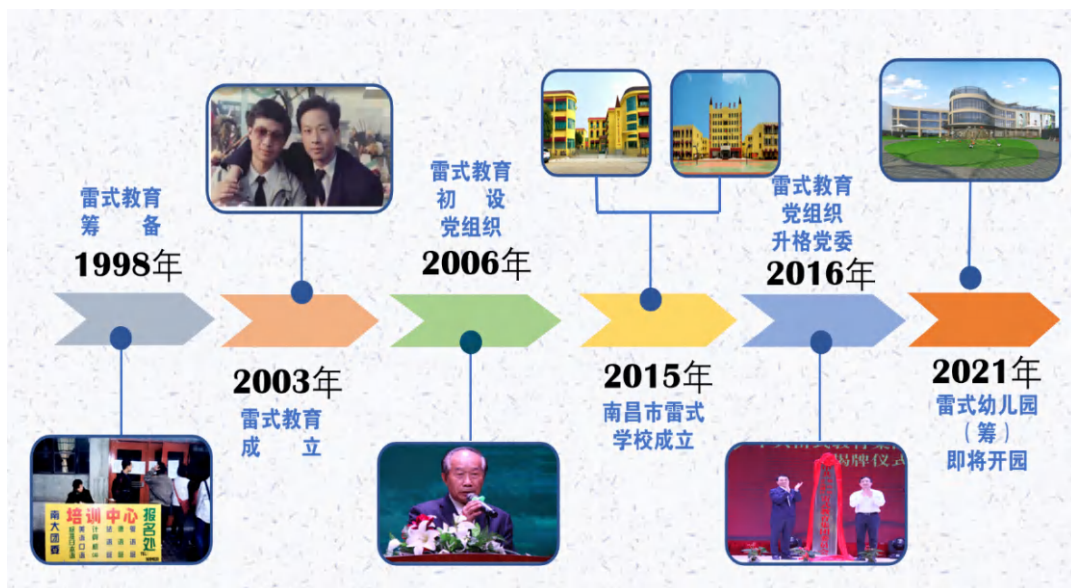 雷式教育
筹 备
1998年
2003年
雷式教育
成 立
雷式教育
初 设
党组织
2006年
2015年
南昌市雷式
学校成立
雷式教育
党组织
升格党委
2016年
2021年
雷式幼儿园
（筹）
即将开园
南大团委
培训中心
报名处
揭牌仪式